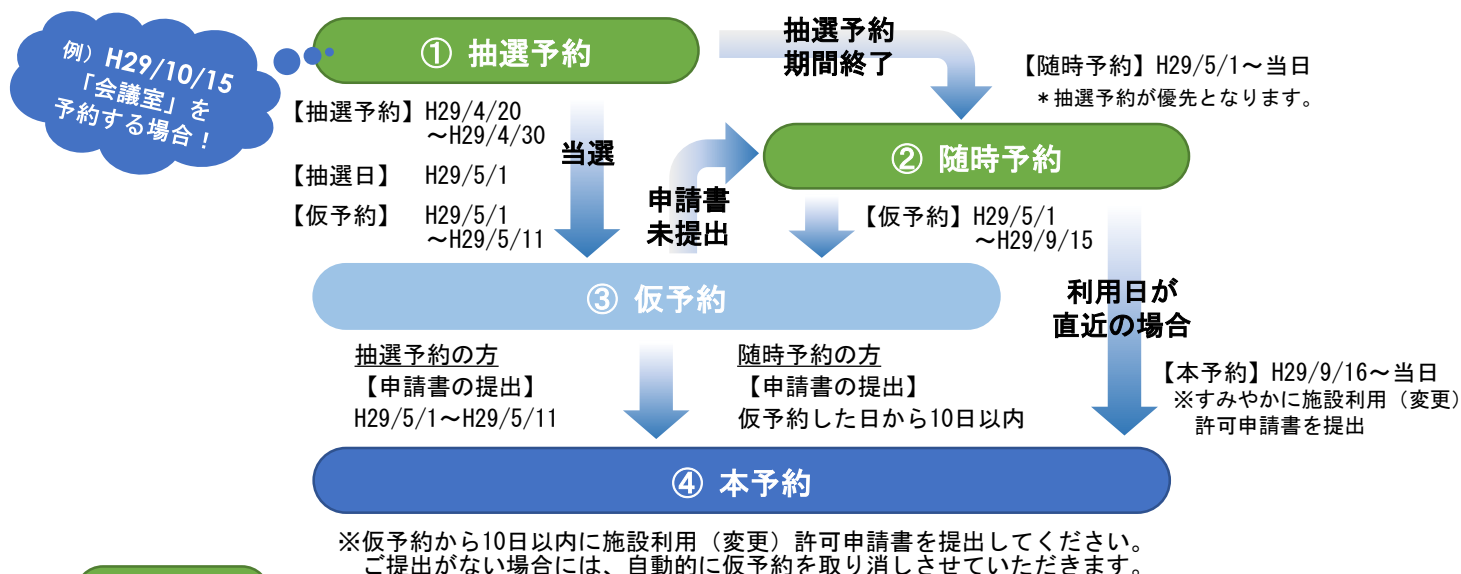 例）H29/10/15
「会議室」を
予約する場合！
① 抽選予約
抽選予約
期間終了
【随時予約】H29/5/1～当日
＊抽選予約が優先となります。
【抽選予約】H29/4/20
～H29/4/30
【抽選日】 H29/5/1
【仮予約】 H29/5/1
～H29/5/11
当選
② 随時予約
申請書
未提出
【仮予約】H29/5/1
～H29/9/15
③ 仮予約
利用日が
直近の場合
抽選予約の方
【申請書の提出】
H29/5/1～H29/5/11
随時予約の方
【申請書の提出】
仮予約した日から10日以内
【本予約】H29/9/16～当日
※すみやかに施設利用（変更）
許可申請書を提出
④ 本予約
※仮予約から10日以内に施設利用（変更）許可申請書を提出してください。
ご提出がない場合には、自動的に仮予約を取り消しさせていただきます。